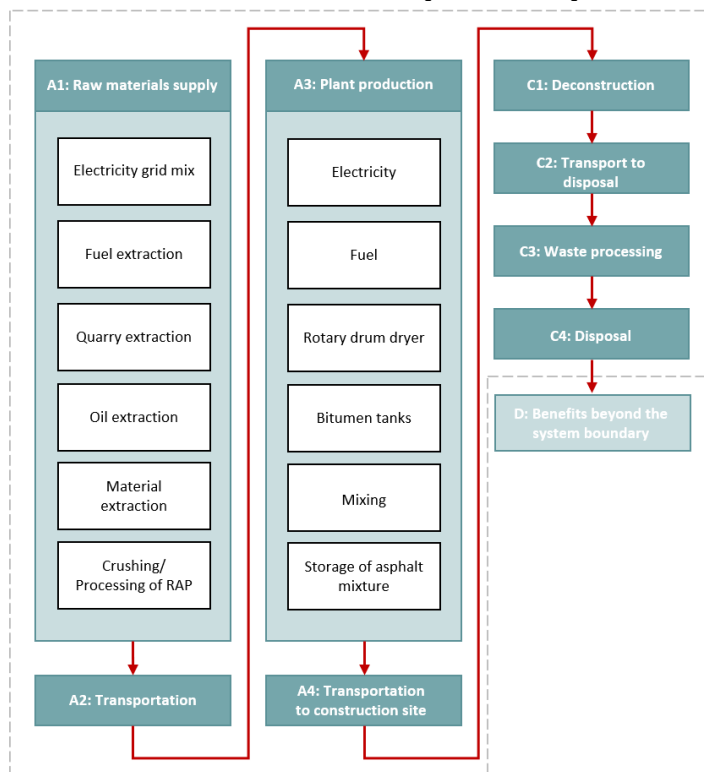 A1: Raw materials supply
Electricity grid mix
Fuel extraction
Quarry extraction
Oil extraction
Material
extraction
Crushing/
Processing of RAP
A2: Transportation
A3: Plant production
Electricity
Fuel
Rotary drum dryer
Bitumen tanks
Mixing
Storage of asphalt
mixture
A4: Transportation
to construction site
C1: Deconstruction
C2: Transport to
disposal
C3: Waste processing
C4: Disposal
D: Benefits beyond the
system boundary